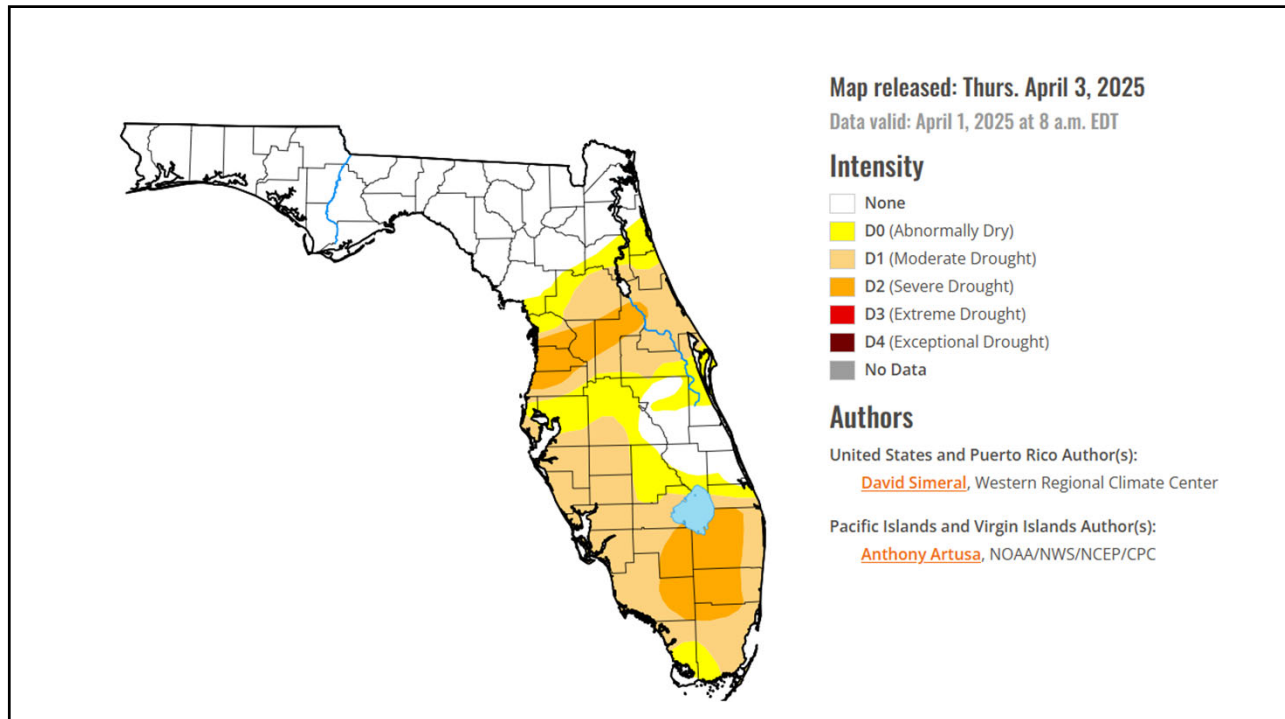 Map released: Thurs. April 3, 2025
Data valid: April 1, 2025 at 8 a.m. EDT
Intensity
None
D0 (Abnormally Dry)
D1 (Moderate Drought)
D2 (Severe Drought)
D3 (Extreme Drought)
D4 (Exceptional Drought)
No Data
Authors
United States and Puerto Rico Author(s):
David Simeral, Western Regional Climate Center
Pacific Islands and Virgin Islands Author(s):
Anthony Artusa, NOAA/NWS/NCEP/CPC